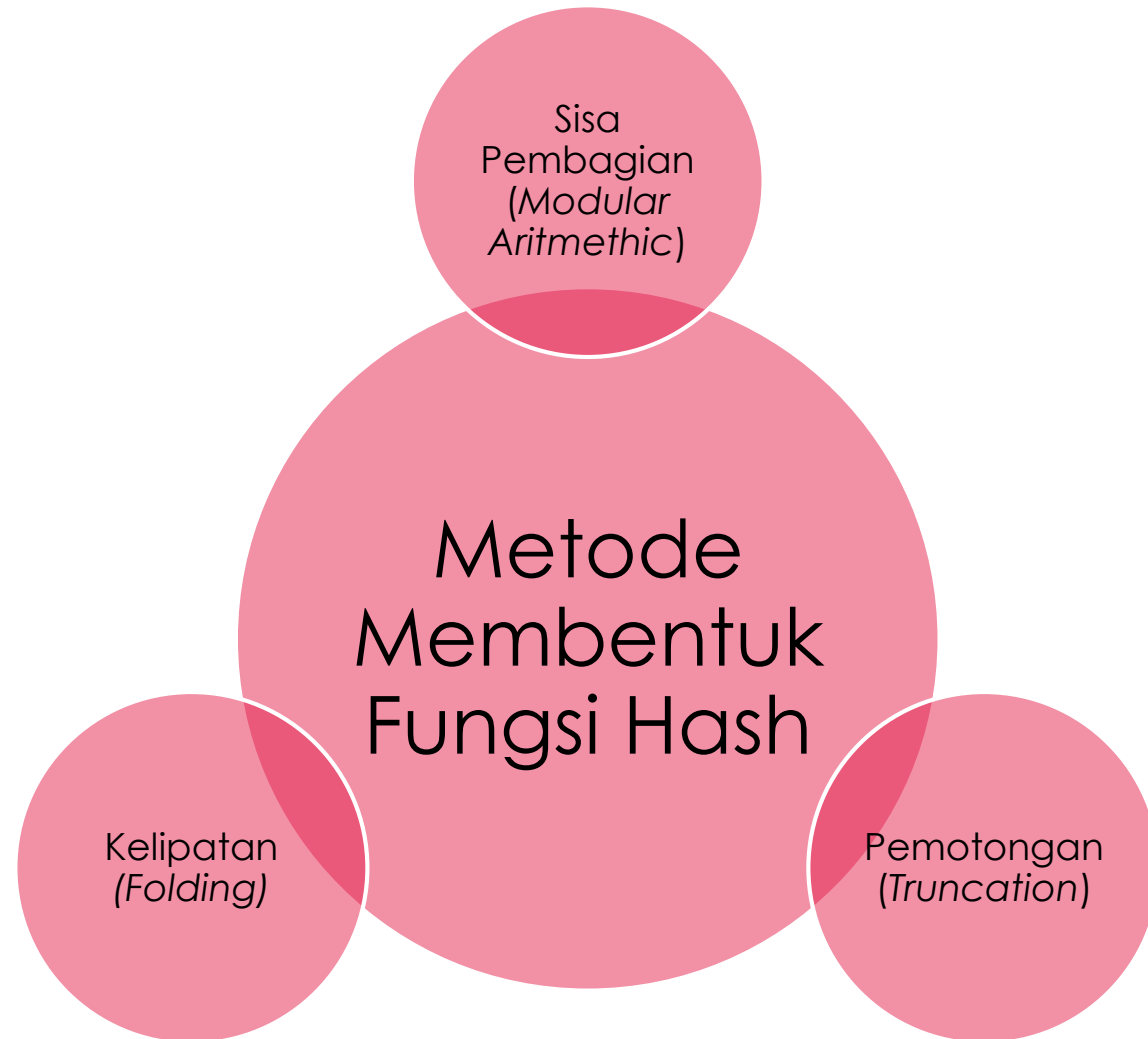 Sisa
Pembagian
(Modular
Aritmethic)
Metode
Membentuk
Fungsi Hash
Kelipatan
(Folding)
Pemotongan
(Truncation)